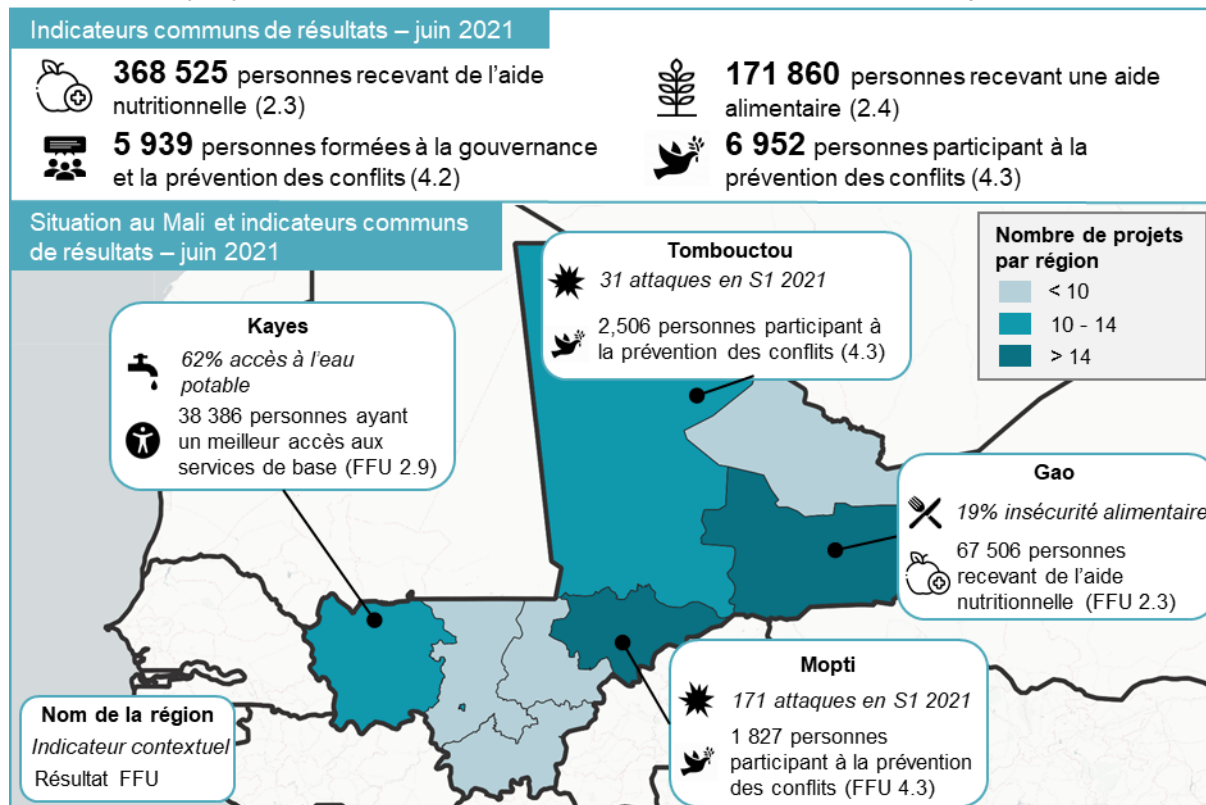 Indicateurs communs de résultats – juin 2021
368 525 personnes recevant de l'aide
nutritionnelle (2.3)
171 860 personnes recevant une aide
alimentaire (2.4)
5 939 personnes formées à la gouvernance
et la prévention des conflits (4.2)
6 952 personnes participant à la
prévention des conflits (4.3)
Situation au Mali et indicateurs communs
de résultats – juin 2021
Tombouctou
31 attaques en S1 2021
2,506 personnes participant à
la prévention des conflits (4.3)
Nombre de projets
par région
< 10
10 - 14
> 14
Kayes
62% accès à l'eau
potable
38 386 personnes ayant
un meilleur accès aux
services de base (FFU 2.9)
Gao
19% insécurité alimentaire
67 506 personnes
recevant de l'aide
nutritionnelle (FFU 2.3)
Mopti
171 attaques en S1 2021
1 827 personnes
participant à la prévention
des conflits (FFU 4.3)
Nom de la région
Indicateur contextuel
Résultat FFU